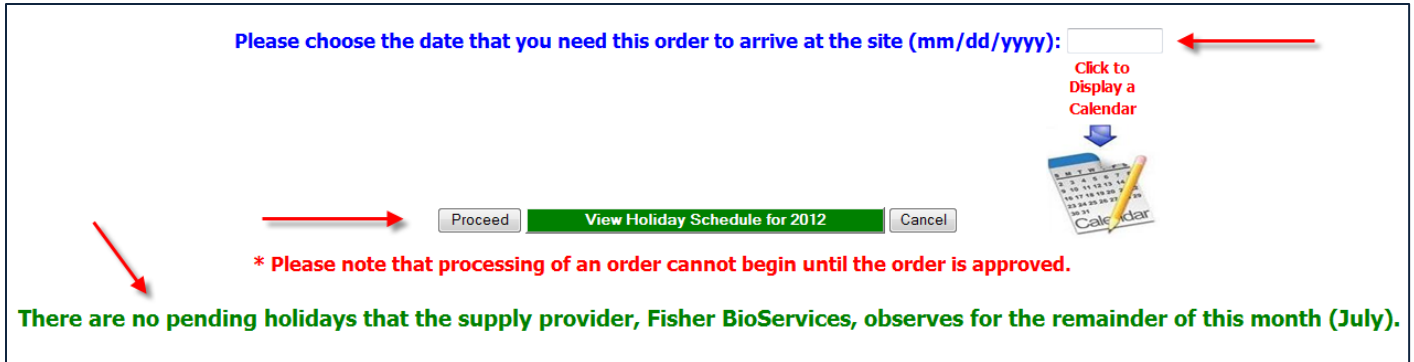 Please choose the date that you need this order to arrive at the site (mm/dd/yyyy):
Click to
Display a
Calendar
S M T W
Calendar
Proceed
View Holiday Schedule for 2012
Cancel
* Please note that processing of an order cannot begin until the order is approved.
There are no pending holidays that the supply provider, Fisher BioServices, observes for the remainder of this month (July).